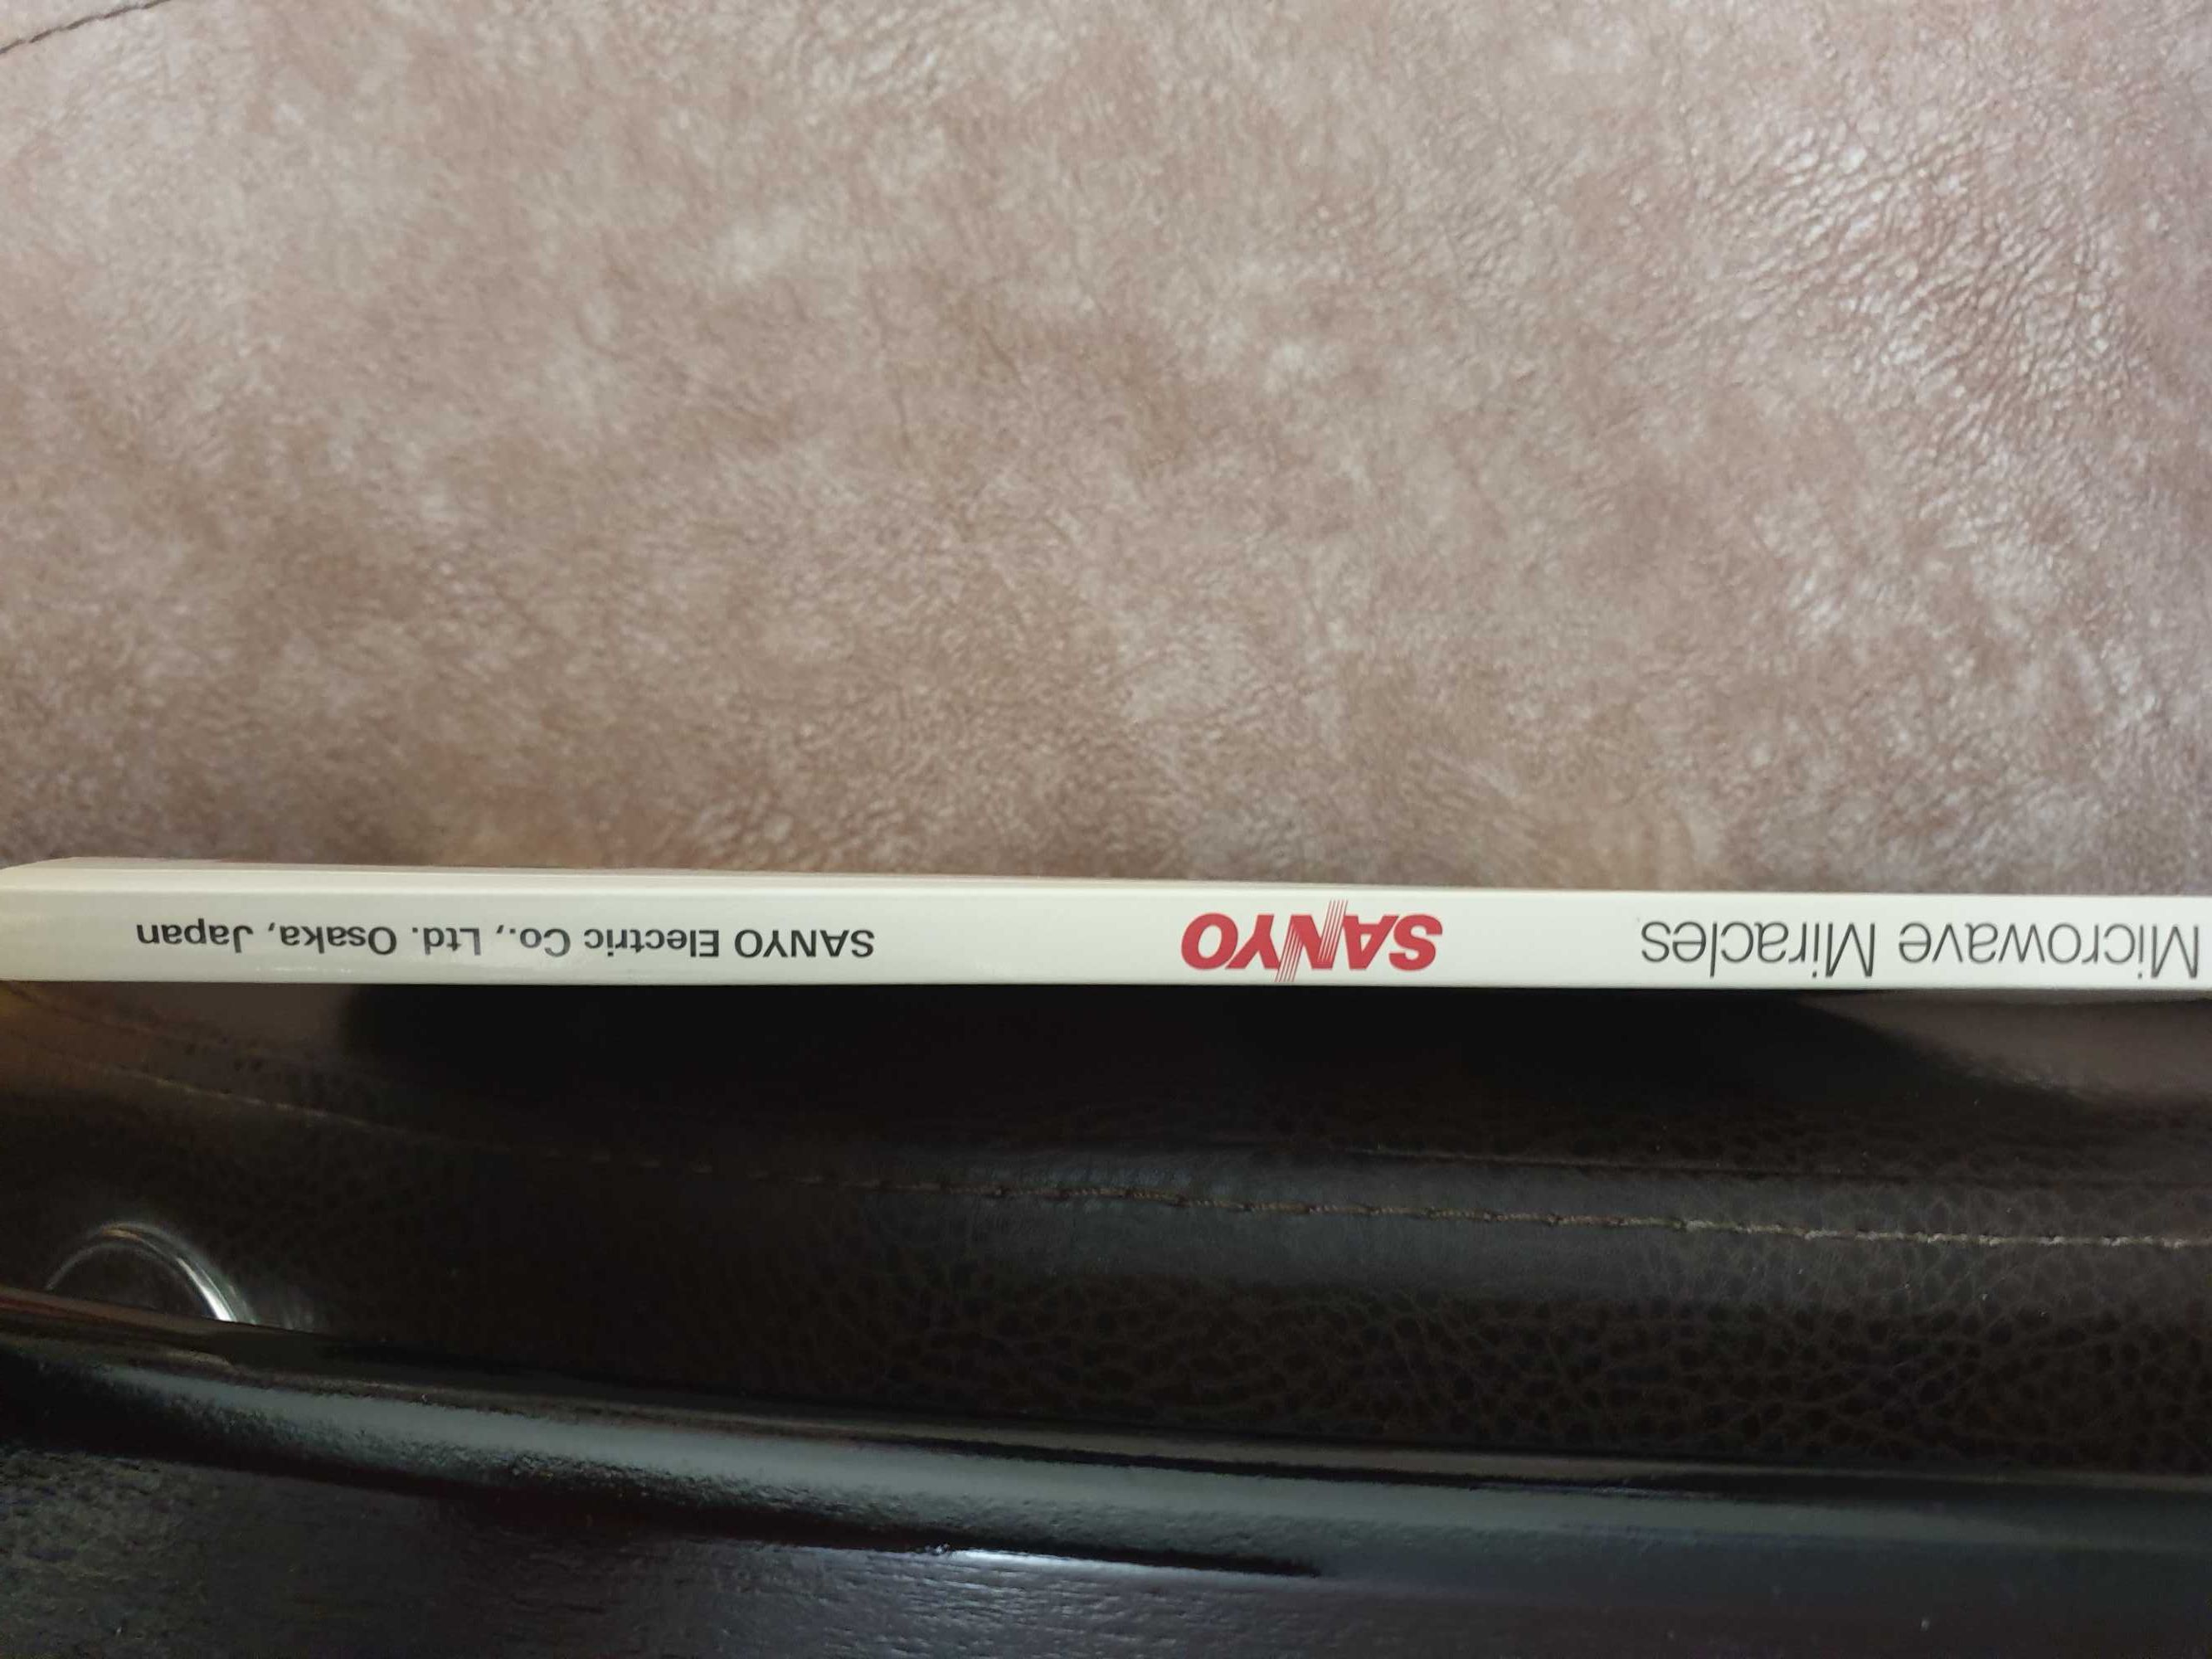 Microwave Miracles SANYO SANYO Electric Co., Ltd. Osaka, Japan